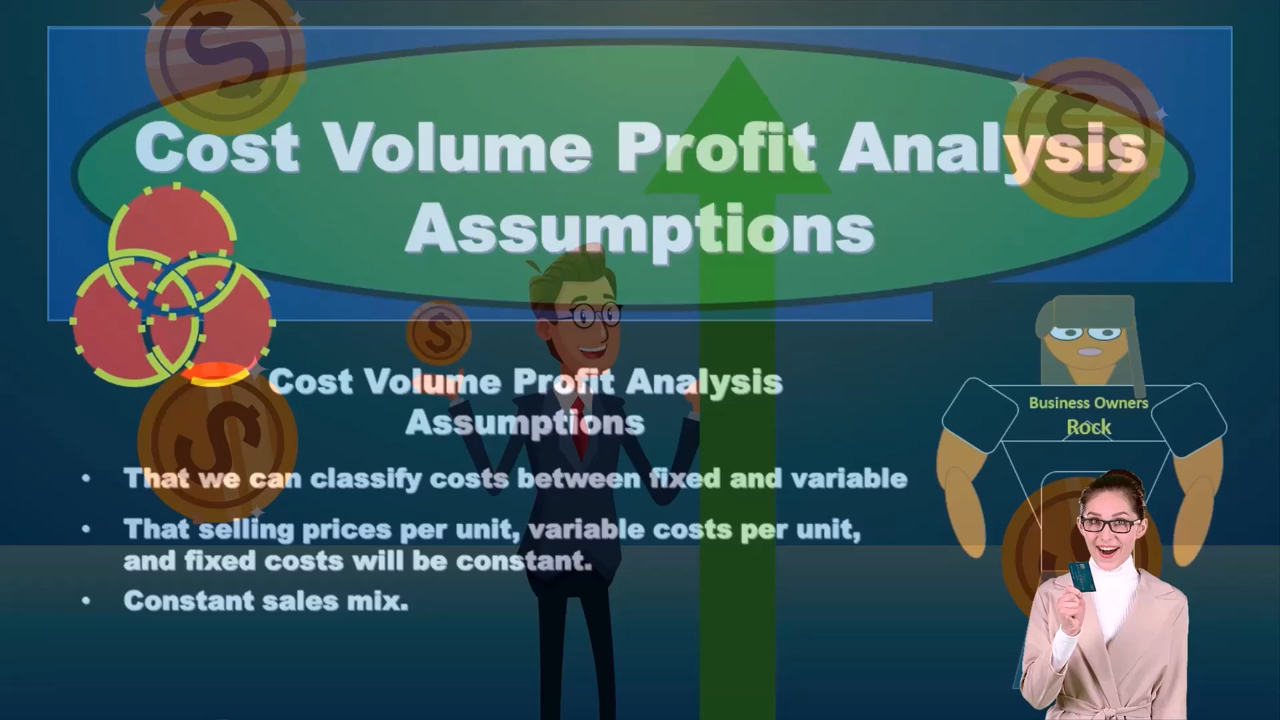 Cost Volume Profit Analysis
Assumptions
Cost Volume Profit Analysis
Assumptions
• That we can classify costs between fixed and variable
• That selling prices per unit, variable costs per unit,
and fixed costs will be constant.
• Constant sales mix.
Business Owners
Rock